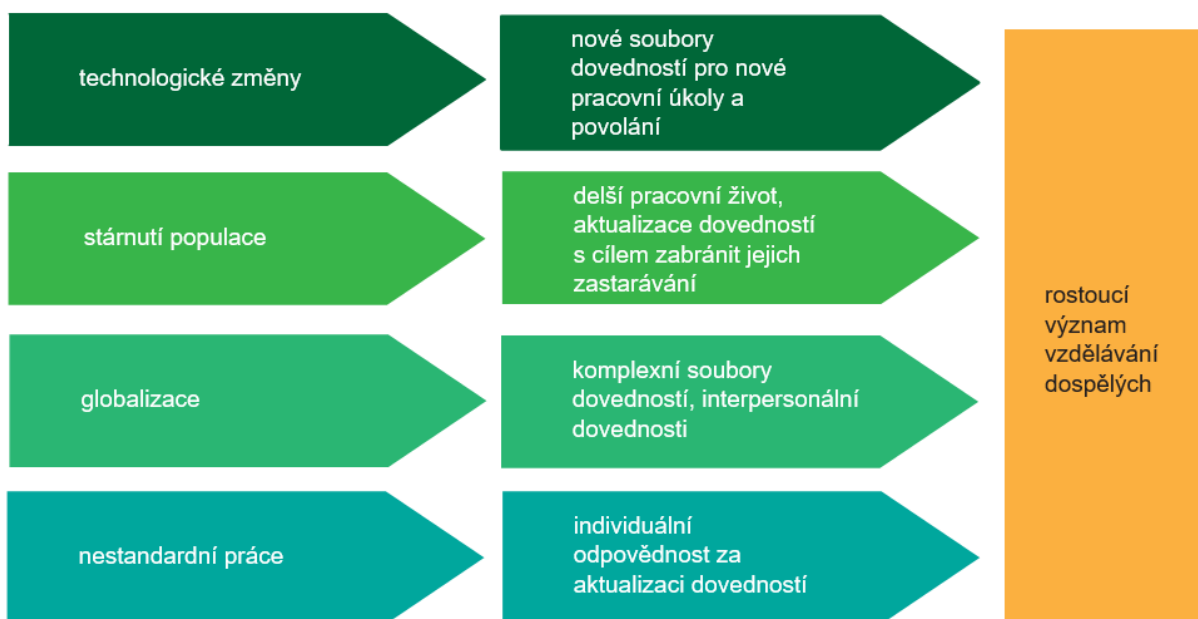 technologické změny
nové soubory
dovedností pro nové
pracovní úkoly a
povolání
stárnutí populace
delší pracovní život,
aktualizace dovedností
s cílem zabránit jejich
zastarávání
globalizace
komplexní soubory
dovedností, interpersonální
dovednosti
nestandardní práce
individuální
odpovědnost za
aktualizaci dovedností
rostoucí
význam
vzdělávání
dospělých